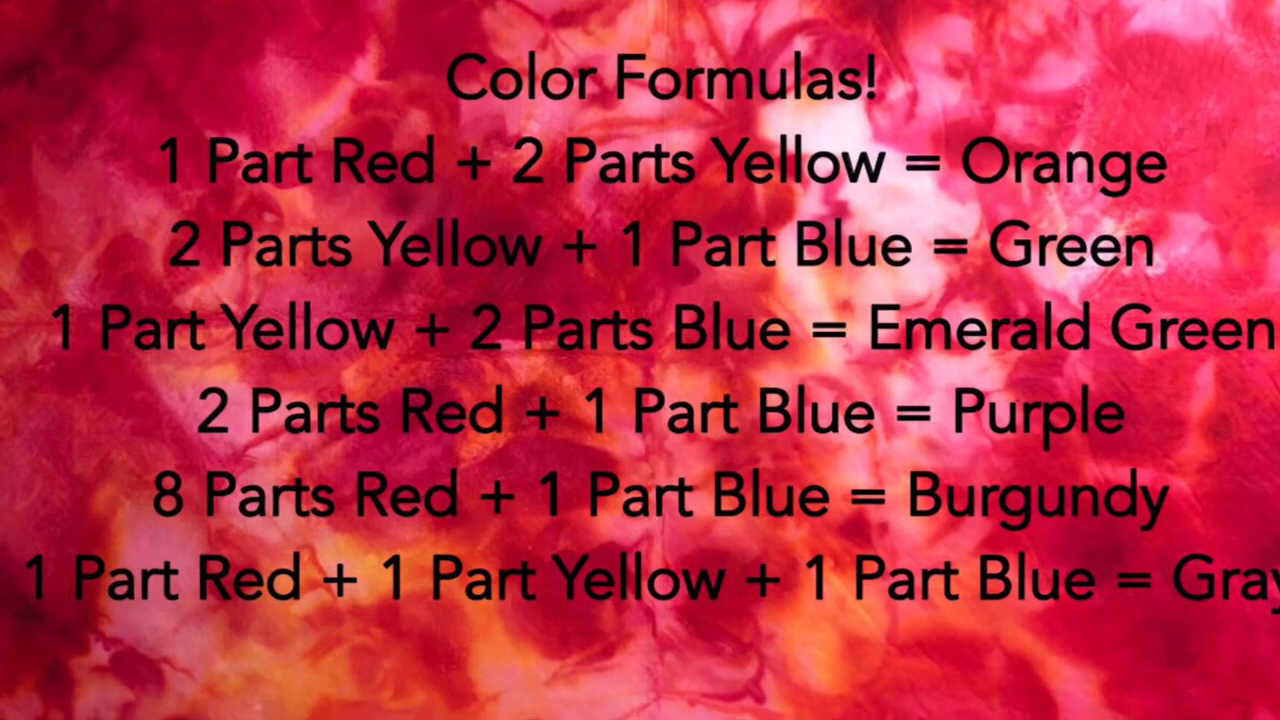 Color Formulas!
1 Part Red + 2 Parts Yellow = Orange
2 Parts Yellow + 1 Part Blue = Green
1 Part Yellow + 2 Parts Blue = Emerald Green
2 Parts Red + 1 Part Blue = Purple
8 Parts Red + 1 Part Blue = Burgundy
1 Part Red + 1 Part Yellow + 1 Part Blue = Gray